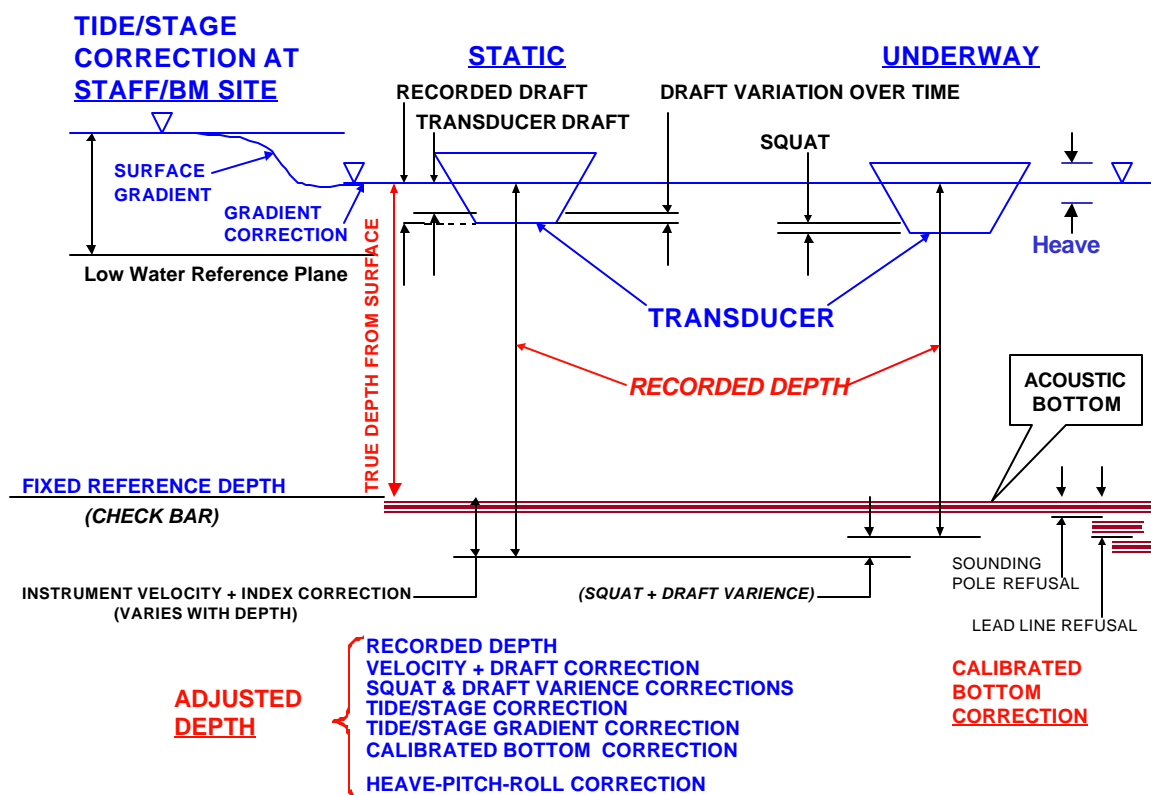 TIDE/STAGE
CORRECTION AT
STAFF/BM SITE
STATIC
UNDERWAY
RECORDED DRAFT
TRANSDUCER DRAFT
DRAFT VARIATION OVER TIME
SQUAT
SURFACE
GRADIENT
GRADIENT
CORRECTION
Low Water Reference Plane
Heave
TRUE DEPTH FROM SURFACE
TRANSDUCER
RECORDED DEPTH
ACOUSTIC
BOTTOM
FIXED REFERENCE DEPTH
(CHECK BAR)
SOUNDING
POLE REFUSAL
INSTRUMENT VELOCITY + INDEX CORRECTION
(VARIES WITH DEPTH)
(SQUAT + DRAFT VARIENCE)
LEAD LINE REFUSAL
ADJUSTED
DEPTH
RECORDED DEPTH
VELOCITY + DRAFT CORRECTION
SQUAT & DRAFT VARIENCE CORRECTIONS
TIDE/STAGE CORRECTION
TIDE/STAGE GRADIENT CORRECTION
CALIBRATED BOTTOM CORRECTION
HEAVE-PITCH-ROLL CORRECTION
CALIBRATED
BOTTOM
CORRECTION